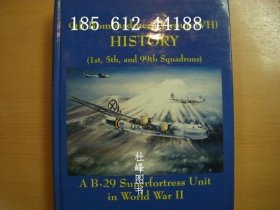 185 612 44188
HISTORY
(1st, 5th, and 99th Squadrons)
杜峰图书
A B-29 Superfortress Unit
in World War II